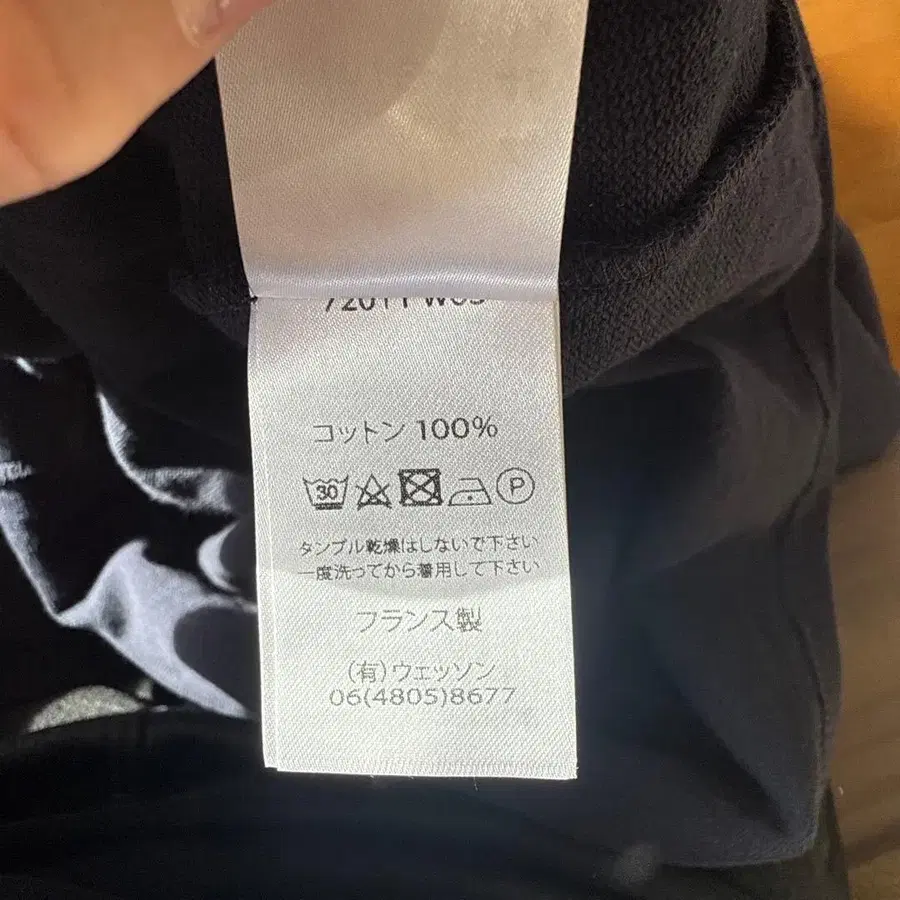 コットン 100%
30 P
タンブル乾燥はしないで下さい
一度洗ってから着用して下さい
フランス製
(有)ウェッソン
06(4805)8677